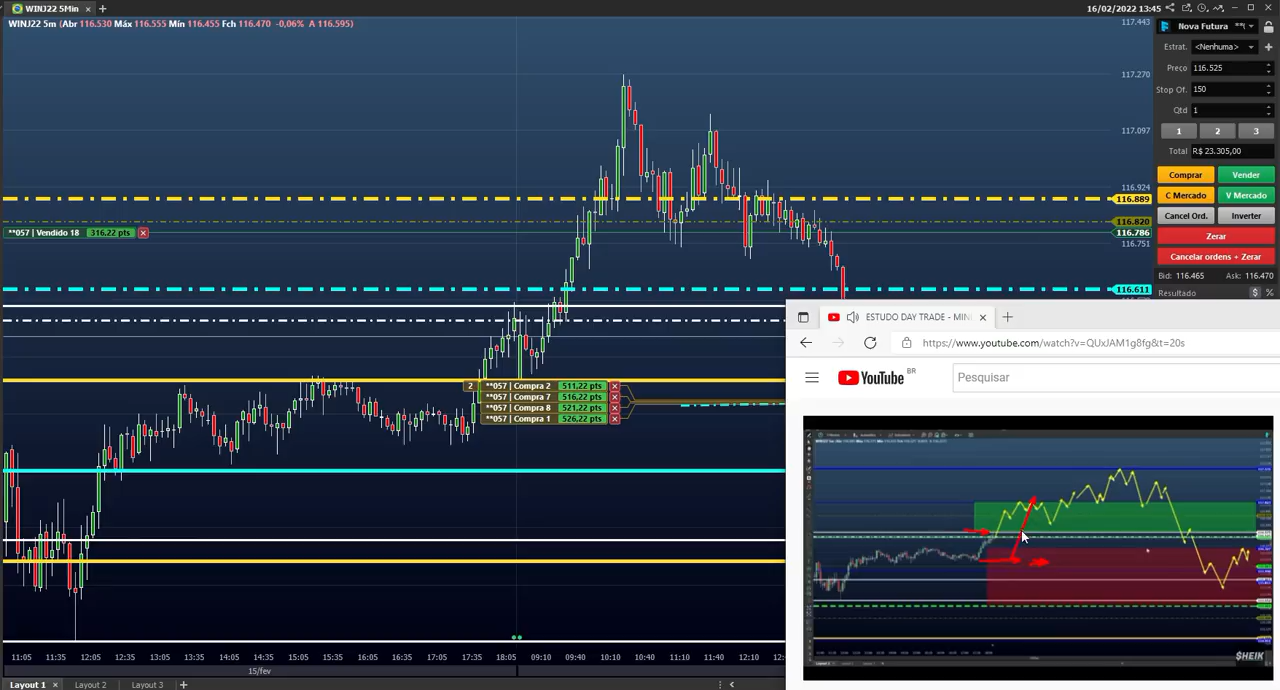 WINJ22 5Min
16/02/2022 13:45
WINJ22 5m (Abr 116.530 Máx 116.555 Mín 116.455 Fch 116.470 -0,06% A 116.595)
117.443
117.270
117.097
116.924
116.889
116.820
116.786
116.751
116.611
**057 | Vendido 18 316,22 pts
2 **057 | Compra 2 511,22 pts
**057 | Compra 7 516,22 pts
**057 | Compra 8 521,22 pts
**057 | Compra 1 526,22 pts
11:05 11:35 12:05 12:35 13:05 13:35 14:05 14:35 15:05 15:35 16:05 16:35 17:05 17:35 18:05 09:10 09:40 10:10 10:40 11:10 11:40 12:10
15/fev
Layout 1 Layout 2 Layout 3
Nova Futura
Estrat. <Nenhuma>
Preço 116.525
Stop Of. 150
Qtd 1
1 2 3
Total R$ 23.305,00
Comprar Vender
C Mercado V Mercado
Cancel Ord. Inverter
Zerar
Cancelar ordens + Zerar
Bid: 116.465 Ask: 116.470
Resultado $ %
ESTUDO DAY TRADE - MIN
https://www.youtube.com/watch?v=QUxJAM1g8fg&t=20s
YouTube BR
Pesquisar
$HEIK